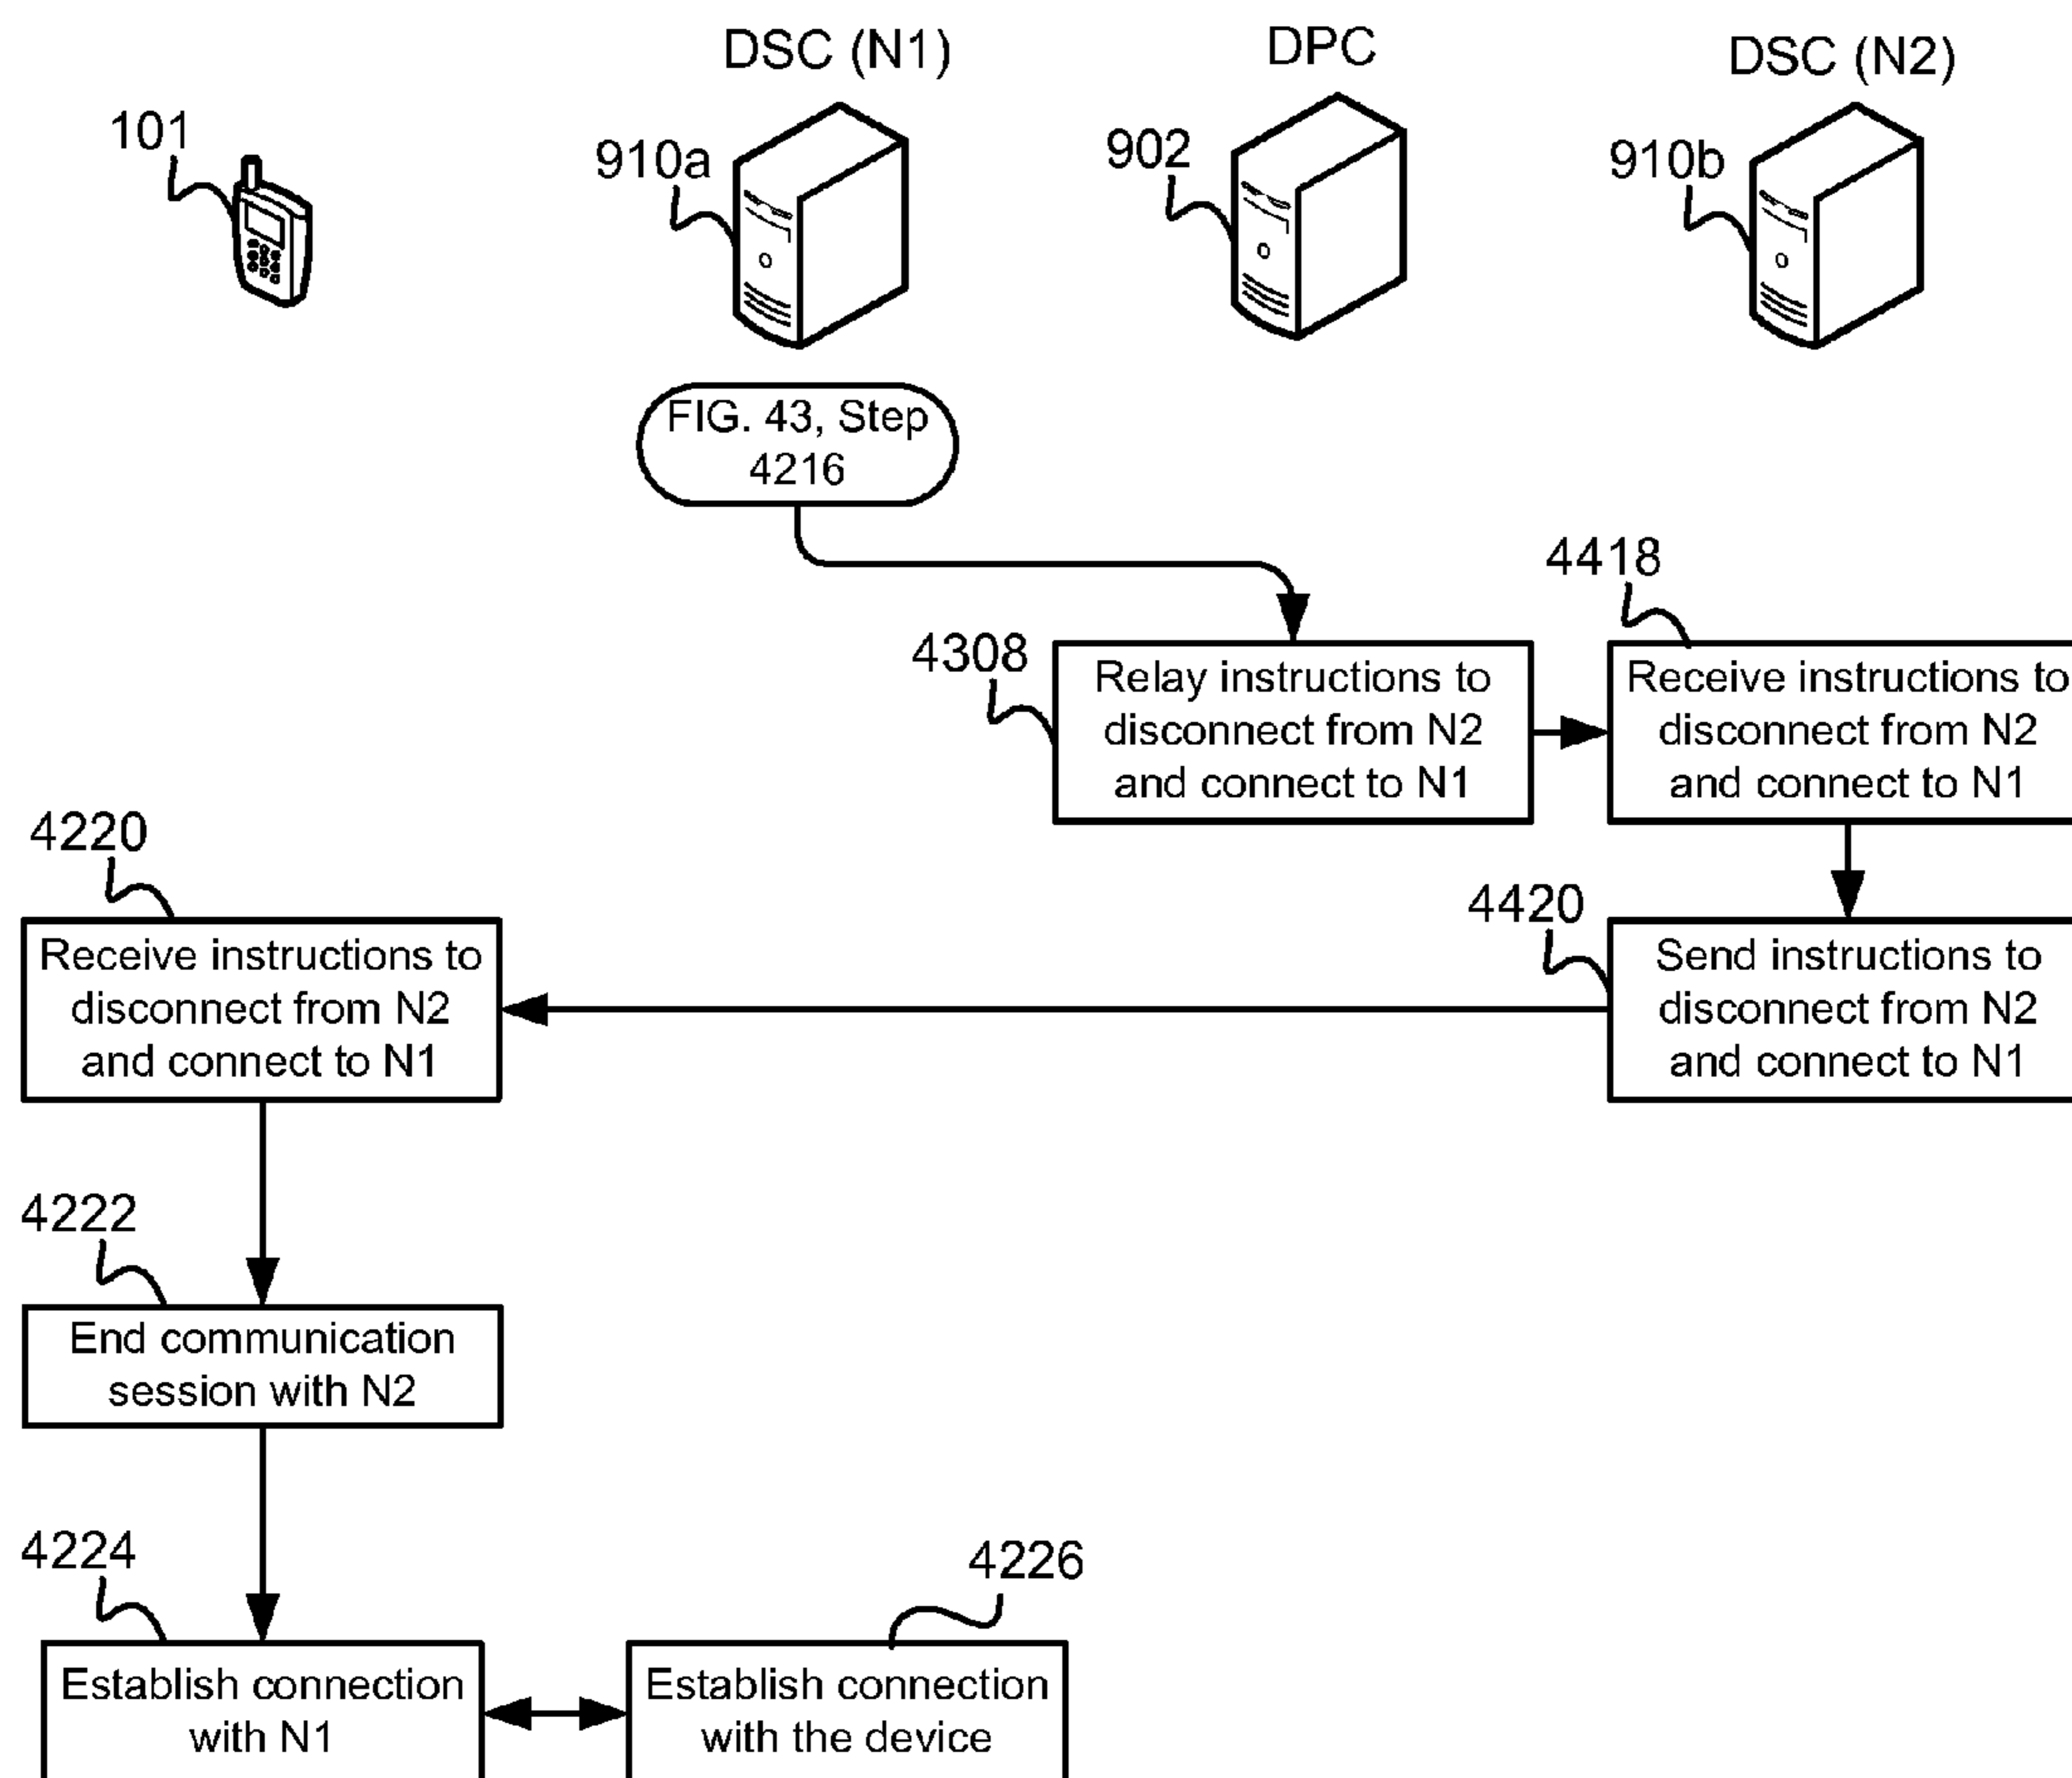 DSC (N1)
DPC
DSC (N2)
101
910a
902
910b
FIG. 43, Step
4216
4418
4308
Relay instructions to
disconnect from N2
and connect to N1
Receive instructions to
disconnect from N2
and connect to N1
4220
4420
Receive instructions to
disconnect from N2
and connect to N1
Send instructions to
disconnect from N2
and connect to N1
4222
End communication
session with N2
4224
4226
Establish connection
with N1
Establish connection
with the device